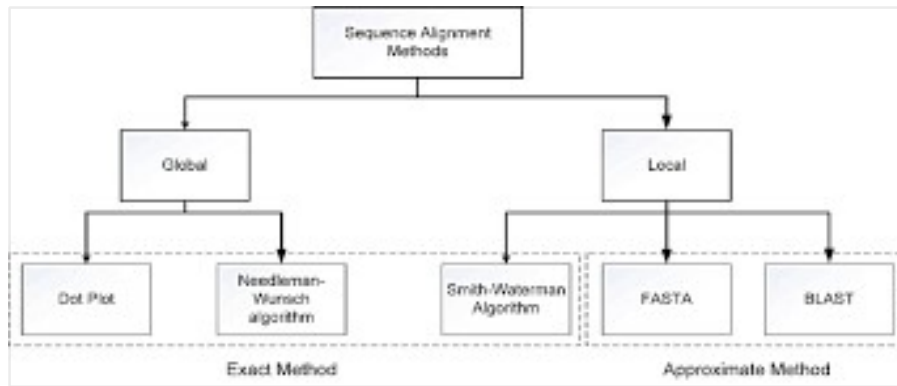 Sequence Alignment
Methods
Global
Local
Dot Plot
Needleman-
Wunsch
algorithm
Smith-Waterman
Algorithm
FASTA
BLAST
Exact Method
Approximate Method